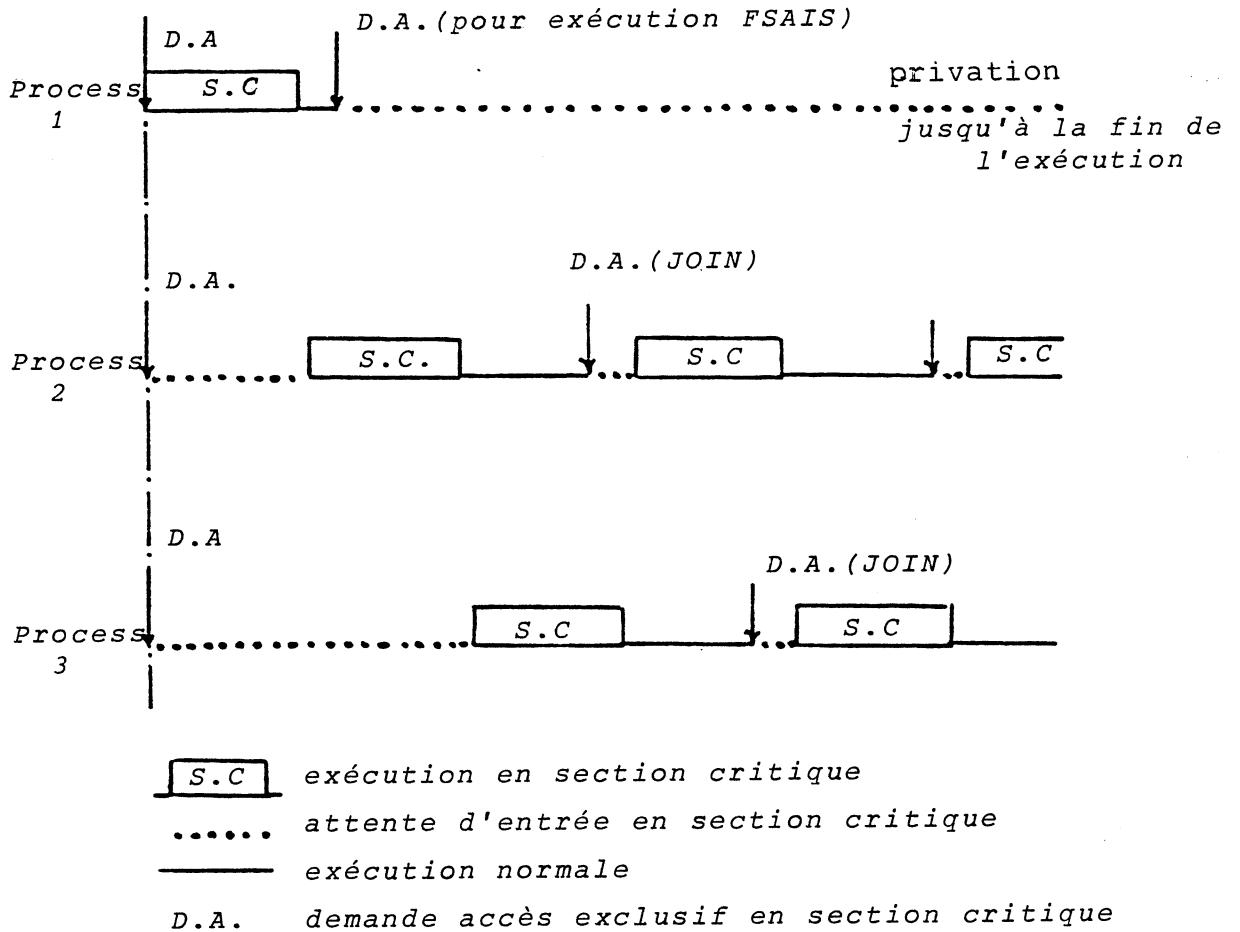 D.A.(pour exécution FSAIS)
D.A
Process
1
S.C
privation
jusqu'à la fin de
l'exécution
D.A.
D.A.(JOIN)
Process
2
S.C.
S.C
S.C
D.A
D.A.(JOIN)
Process
3
S.C
S.C
S.C exécution en section critique
attente d'entrée en section critique
exécution normale
D.A. demande accès exclusif en section critique